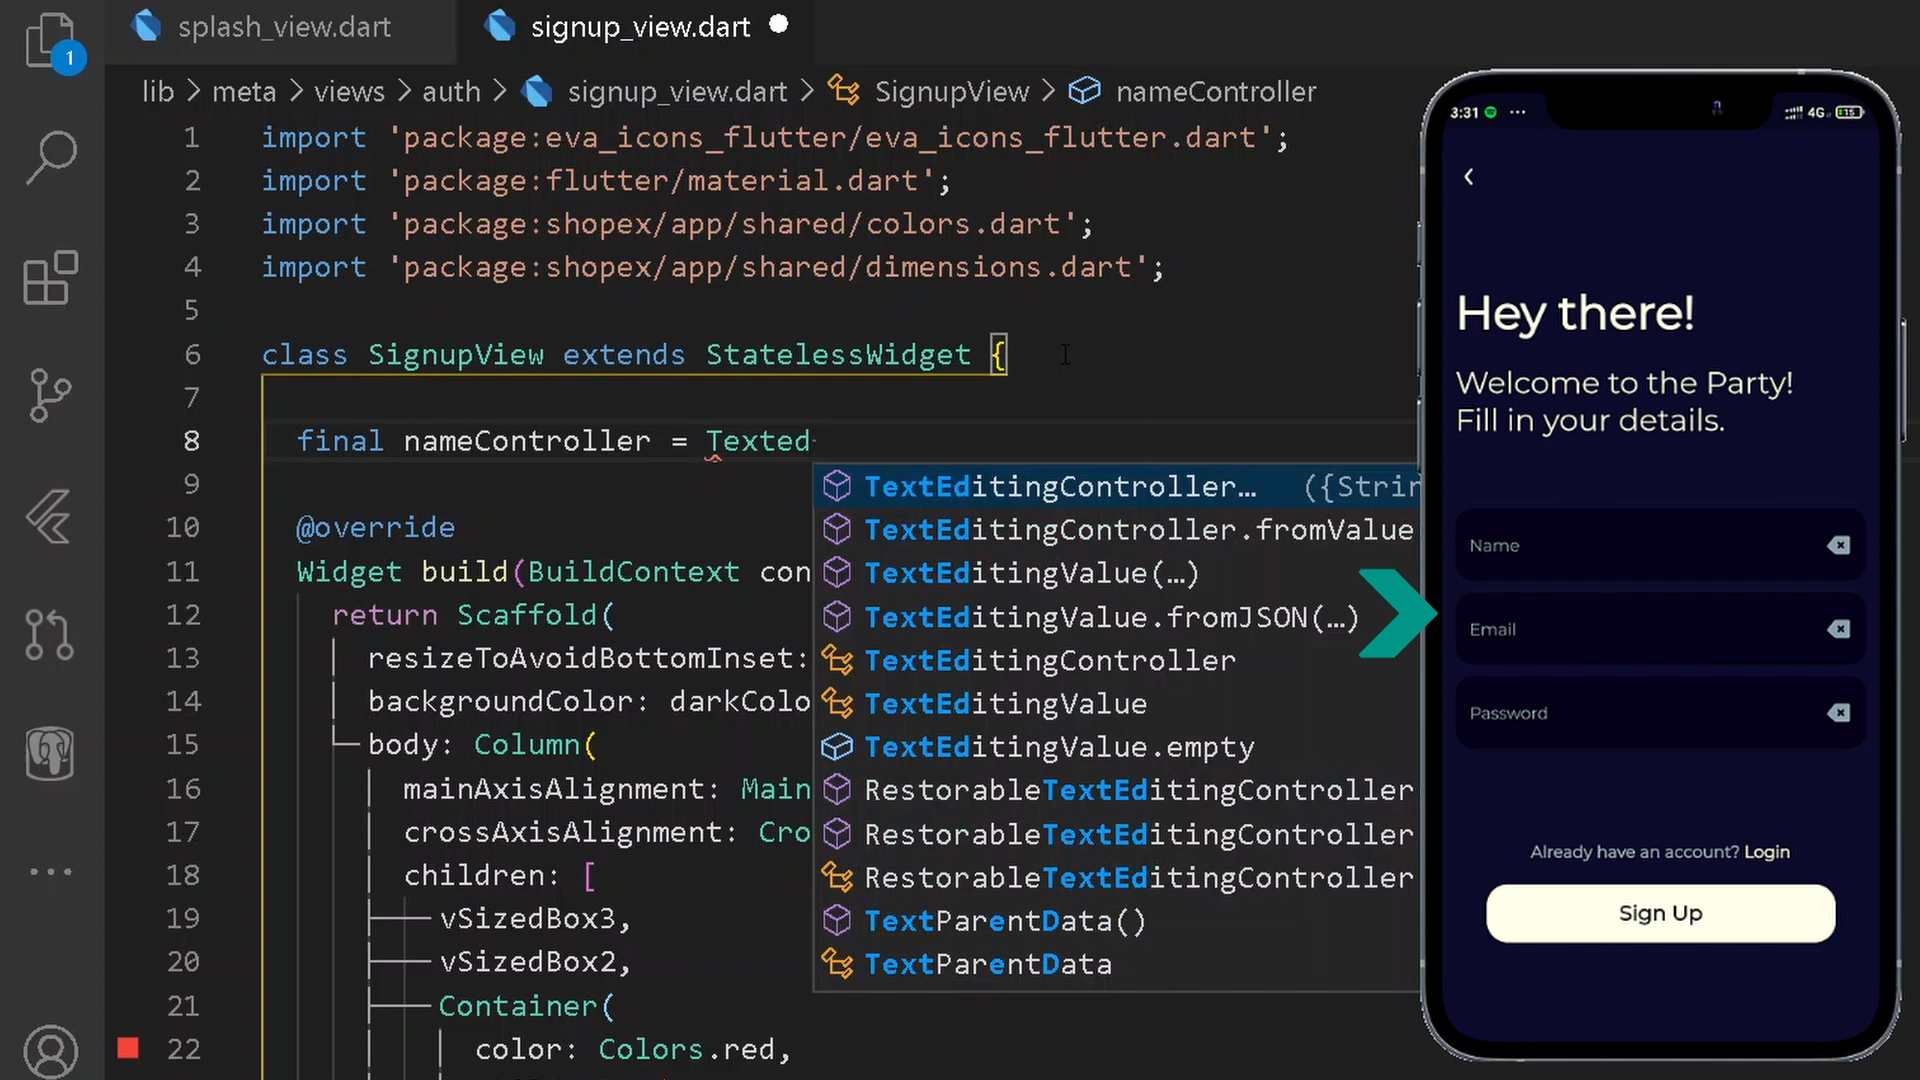 splash_view.dart
signup_view.dart
1
lib > meta > views > auth > signup_view.dart > SignupView > nameController
1 import 'package:eva_icons_flutter/eva_icons_flutter.dart';
2 import 'package:flutter/material.dart';
3 import 'package:shopex/app/shared/colors.dart';
4 import 'package:shopex/app/shared/dimensions.dart';
5
6 class SignupView extends StatelessWidget {
7
8 final nameController = Texted
9
10 @override
11 Widget build(BuildContext con
12 return Scaffold(
13 resizeToAvoidBottomInset:
14 backgroundColor: darkColo
15 body: Column(
16 mainAxisAlignment: Main
17 crossAxisAlignment: Cro
18 children: [
19 vSizedBox3,
20 vSizedBox2,
21 Container(
22 color: Colors.red,
TextEditingController… ({Strin
TextEditingController.fromValue
TextEditingValue(…)
TextEditingValue.fromJSON(…)
TextEditingController
TextEditingValue
TextEditingValue.empty
RestorableTextEditingController
RestorableTextEditingController
RestorableTextEditingController
TextParentData()
TextParentData
3:31 ··· 4G 15
Hey there!
Welcome to the Party!
Fill in your details.
Name
Email
Password
Already have an account? Login
Sign Up